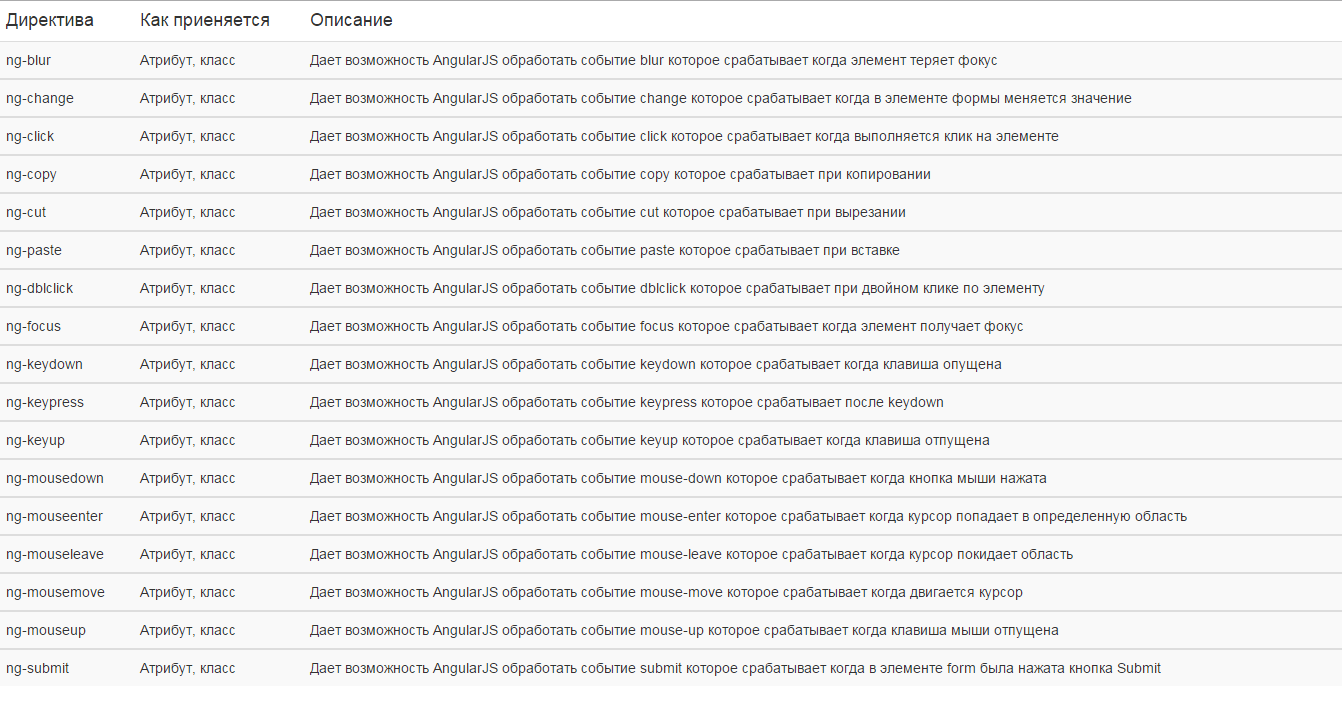 Директива Как приеняется Описание
ng-blur Атрибут, класс Дает возможность AngularJS обработать событие blur которое срабатывает когда элемент теряет фокус
ng-change Атрибут, класс Дает возможность AngularJS обработать событие change которое срабатывает когда в элементе формы меняется значение
ng-click Атрибут, класс Дает возможность AngularJS обработать событие click которое срабатывает когда выполняется клик на элементе
ng-copy Атрибут, класс Дает возможность AngularJS обработать событие copy которое срабатывает при копировании
ng-cut Атрибут, класс Дает возможность AngularJS обработать событие cut которое срабатывает при вырезании
ng-paste Атрибут, класс Дает возможность AngularJS обработать событие paste которое срабатывает при вставке
ng-dblclick Атрибут, класс Дает возможность AngularJS обработать событие dblclick которое срабатывает при двойном клике по элементу
ng-focus Атрибут, класс Дает возможность AngularJS обработать событие focus которое срабатывает когда элемент получает фокус
ng-keydown Атрибут, класс Дает возможность AngularJS обработать событие keydown которое срабатывает когда клавиша опущена
ng-keypress Атрибут, класс Дает возможность AngularJS обработать событие keypress которое срабатывает после keydown
ng-keyup Атрибут, класс Дает возможность AngularJS обработать событие keyup которое срабатывает когда клавиша отпущена
ng-mousedown Атрибут, класс Дает возможность AngularJS обработать событие mouse-down которое срабатывает когда кнопка мыши нажата
ng-mouseenter Атрибут, класс Дает возможность AngularJS обработать событие mouse-enter которое срабатывает когда курсор попадает в определенную область
ng-mouseleave Атрибут, класс Дает возможность AngularJS обработать событие mouse-leave которое срабатывает когда курсор покидает область
ng-mousemove Атрибут, класс Дает возможность AngularJS обработать событие mouse-move которое срабатывает когда двигается курсор
ng-mouseup Атрибут, класс Дает возможность AngularJS обработать событие mouse-up которое срабатывает когда клавиша мыши отпущена
ng-submit Атрибут, класс Дает возможность AngularJS обработать событие submit которое срабатывает когда в элементе form была нажата кнопка Submit